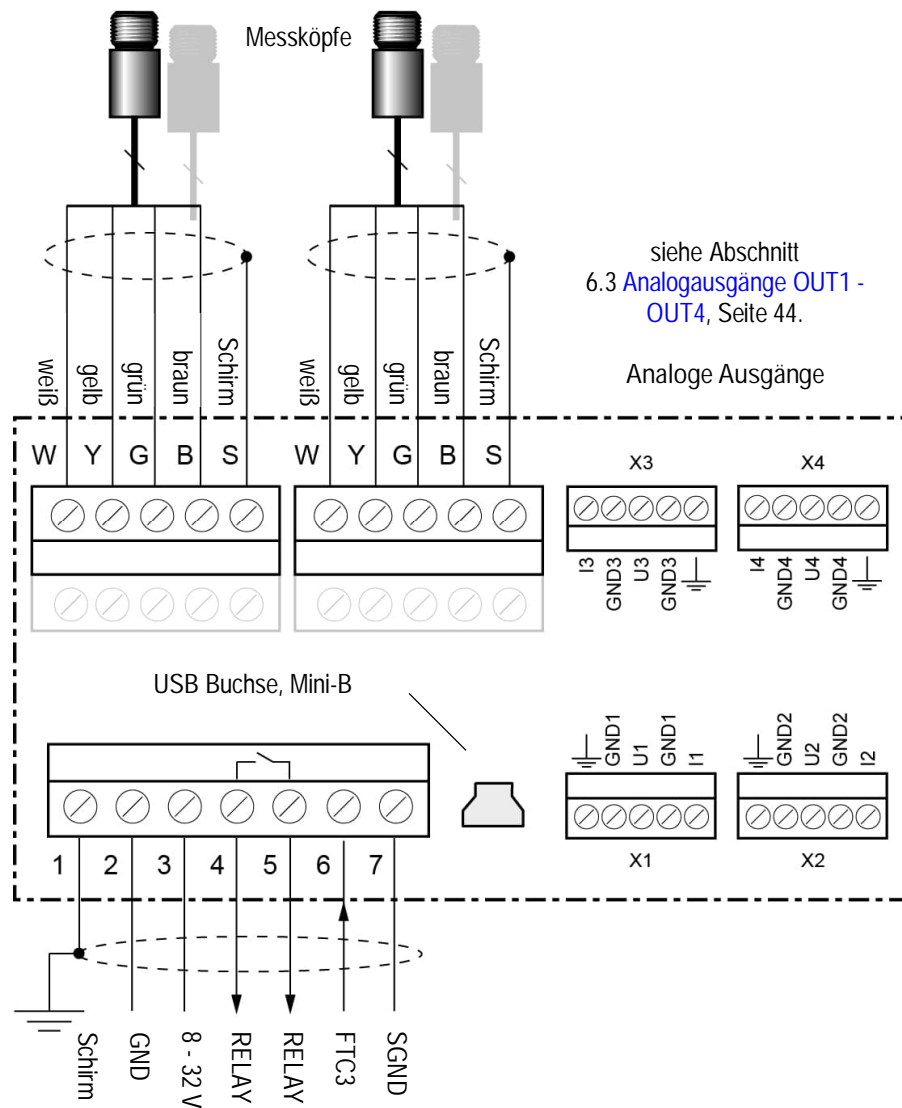 Messköpfe
siehe Abschnitt
6.3 Analogausgänge OUT1 -
OUT4, Seite 44.
Analoge Ausgänge
weiß
gelb
grün
braun
Schirm
weiß
gelb
grün
braun
Schirm
W Y G B S
W Y G B S
X3
X4
I3
GND3
U3
GND3
I4
GND4
U4
GND4
USB Buchse, Mini-B
GND1
U1
GND1
I1
GND2
U2
GND2
I2
X1
X2
1 2 3 4 5 6 7
Schirm
GND
8 - 32 V
RELAY
RELAY
FTC3
SGND